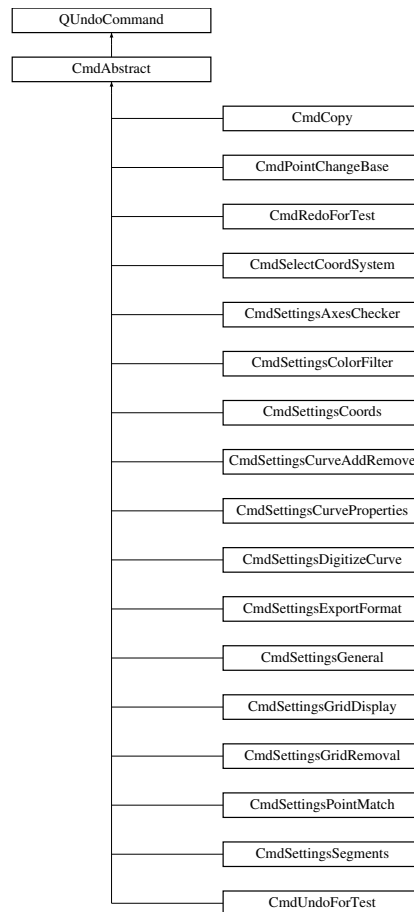 QUndoCommand
CmdAbstract
CmdCopy
CmdPointChangeBase
CmdRedoForTest
CmdSelectCoordSystem
CmdSettingsAxesChecker
CmdSettingsColorFilter
CmdSettingsCoords
CmdSettingsCurveAddRemove
CmdSettingsCurveProperties
CmdSettingsDigitizeCurve
CmdSettingsExportFormat
CmdSettingsGeneral
CmdSettingsGridDisplay
CmdSettingsGridRemoval
CmdSettingsPointMatch
CmdSettingsSegments
CmdUndoForTest